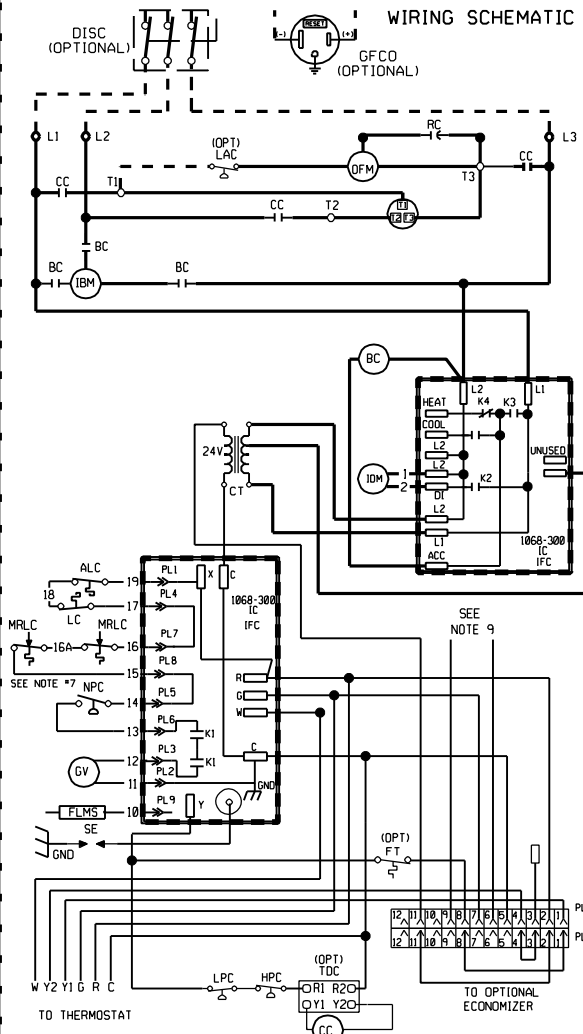 WIRING SCHEMATIC
DISC
(OPTIONAL)
RESET
(-)
(+)
GFCO
(OPTIONAL)
L1
L2
L3
RC
(OPT)
LAC
OFM
T3
CC
CC
T1
T1
T2 T3
CC
T2
BC
BC
IBM
BC
BC
L2
L1
HEAT
K4
K3
COOL
L2
UNUSED
L2
IDM
1
2
D1
K2
L2
L1
1068-300
IC
IFC
ACC
24V
CT
ALC
18
LC
19
17
PL1
PL4
X
C
1068-300
IC
IFC
MRLC
16A
MRLC
16
PL7
15
PL8
SEE NOTE #7
NPC
14
PL5
13
PL6
K1
K1
GV
12
PL3
11
PL2
C
GND
R
G
W
FLMS
10
PL9
Y
SE
GND
SEE
NOTE 9
(OPT)
FT
12 11 10 9 8 7 6 5 4 3 2 1
PL
12 11 10 9 8 7 6 5 4 3 2 1
PL
W Y2 Y1 G R C
TO THERMOSTAT
LPC
HPC
(OPT)
TDC
R1 R2
Y1 Y2
CC
TO OPTIONAL
ECONOMIZER